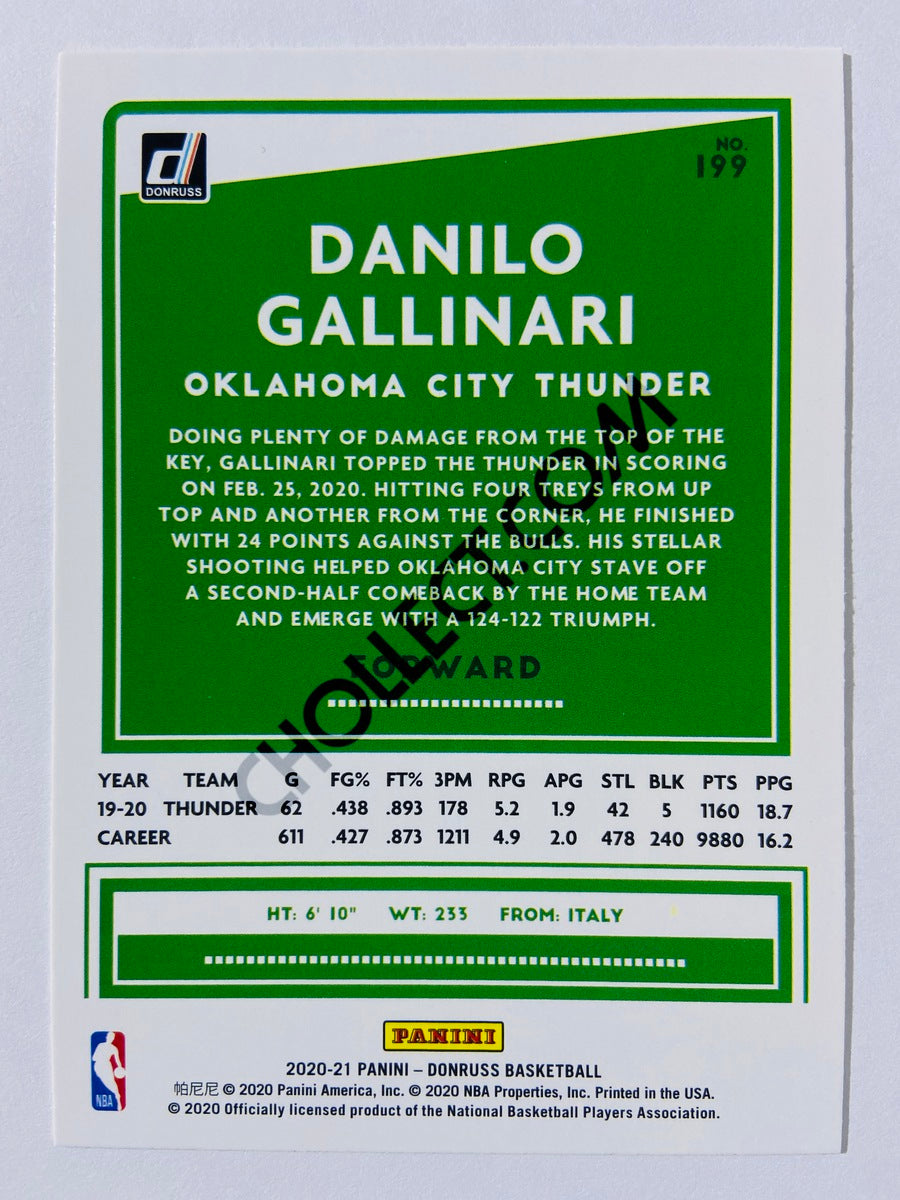 DONRUSS
NO.
199
DANILO
GALLINARI
OKLAHOMA CITY THUNDER
DOING PLENTY OF DAMAGE FROM THE TOP OF THE
KEY, GALLINARI TOPPED THE THUNDER IN SCORING
ON FEB. 25, 2020. HITTING FOUR TREYS FROM UP
TOP AND ANOTHER FROM THE CORNER, HE FINISHED
WITH 24 POINTS AGAINST THE BULLS. HIS STELLAR
SHOOTING HELPED OKLAHOMA CITY STAVE OFF
A SECOND-HALF COMEBACK BY THE HOME TEAM
AND EMERGE WITH A 124-122 TRIUMPH.
FORWARD
CHOLLECT.COM
YEAR TEAM G FG% FT% 3PM RPG APG STL BLK PTS PPG
19-20 THUNDER 62 .438 .893 178 5.2 1.9 42 5 1160 18.7
CAREER 611 .427 .873 1211 4.9 2.0 478 240 9880 16.2
HT: 6' 10" WT: 233 FROM: ITALY
PANINI
NBA
2020-21 PANINI – DONRUSS BASKETBALL
帕尼尼 © 2020 Panini America, Inc. © 2020 NBA Properties, Inc. Printed in the USA.
© 2020 Officially licensed product of the National Basketball Players Association.